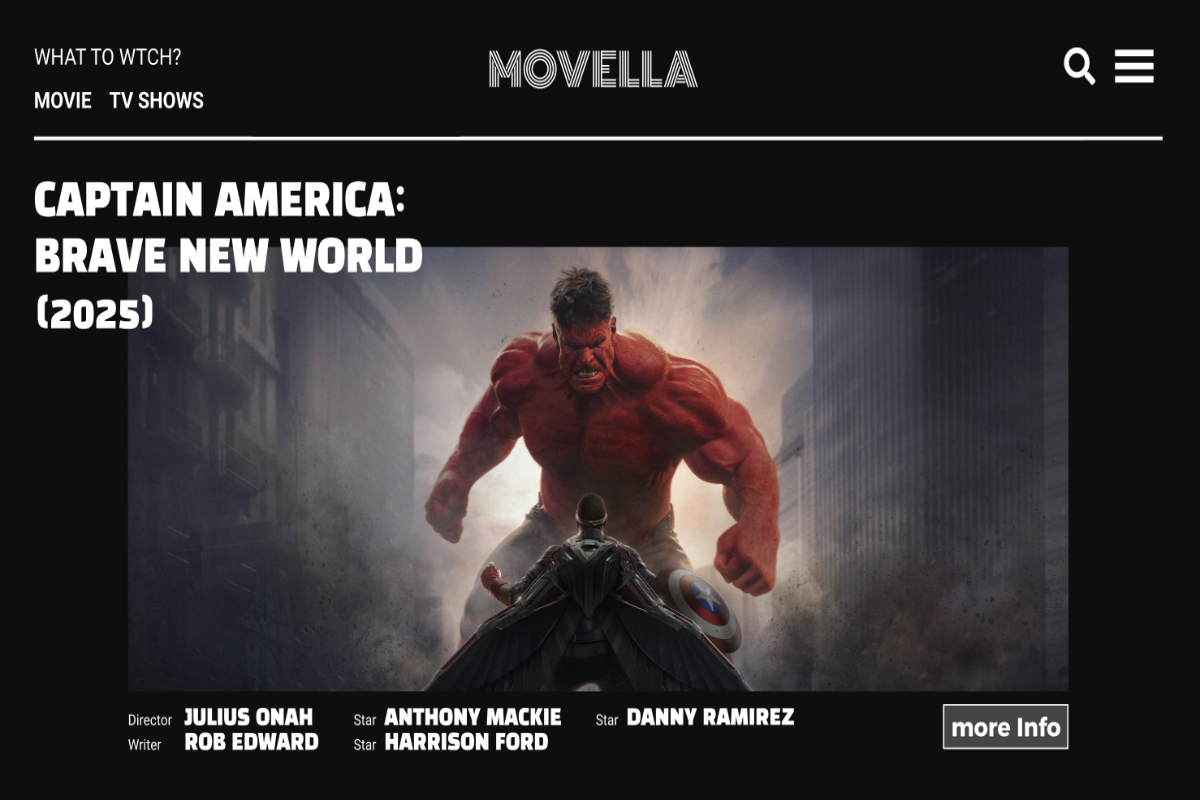 WHAT TO WTCH?
MOVELLA
MOVIE TV SHOWS
CAPTAIN AMERICA:
BRAVE NEW WORLD
(2025)
Director JULIUS ONAH Star ANTHONY MACKIE Star DANNY RAMIREZ
Writer ROB EDWARD Star HARRISON FORD
more Info